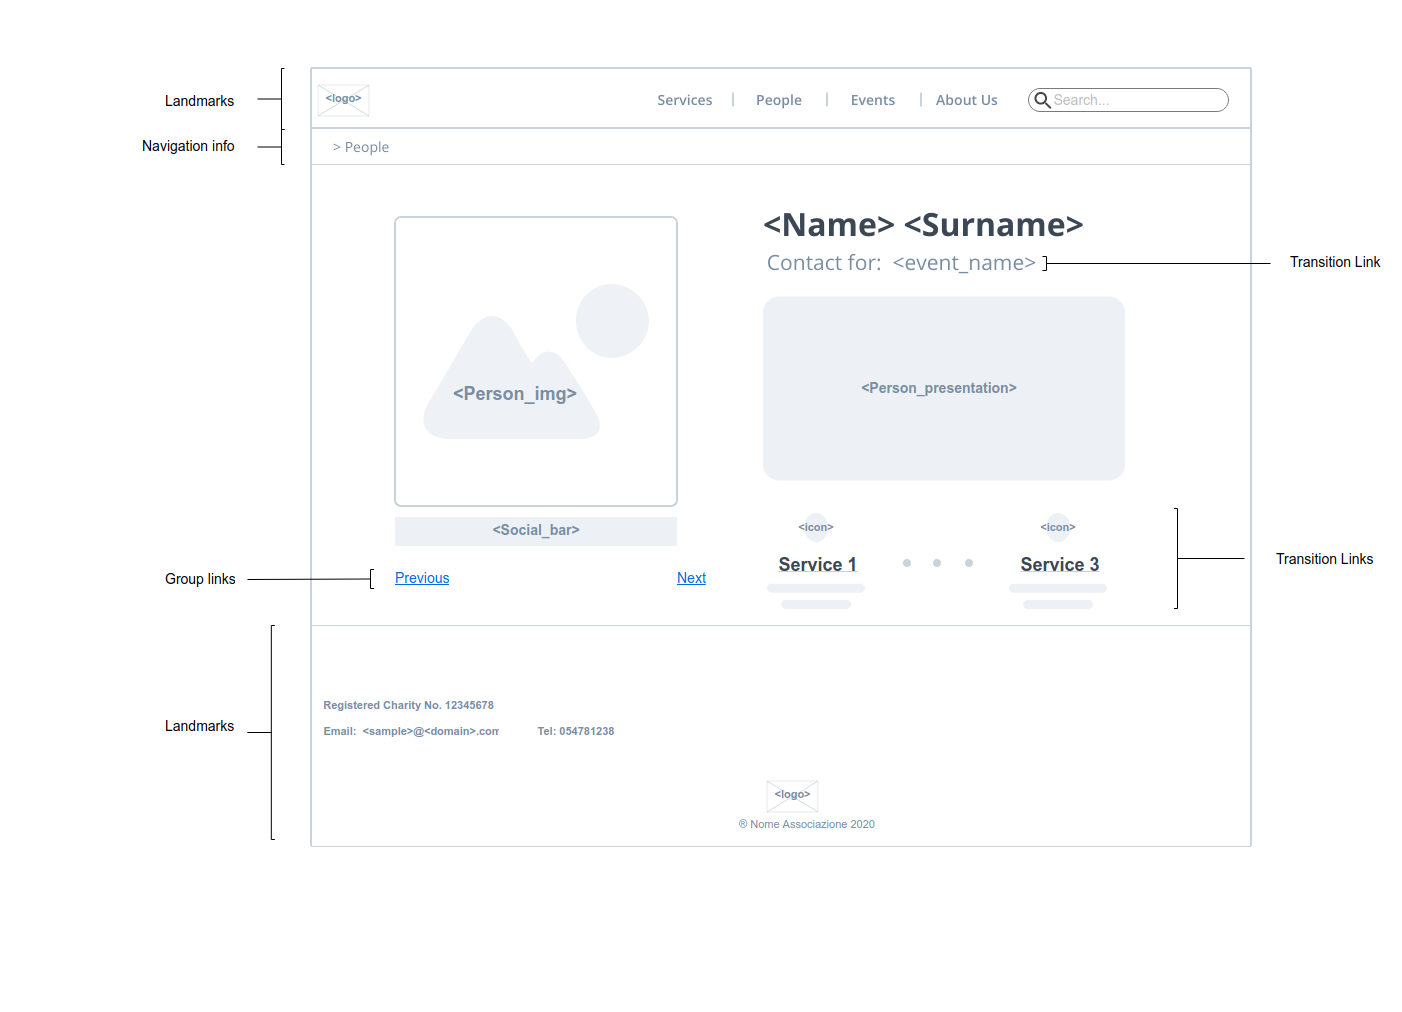 Landmarks
<logo>
Services
People
Events
About Us
Search...
Navigation info
> People
<Name> <Surname>
Contact for: <event_name>
Transition Link
<Person_img>
<Person_presentation>
<Social_bar>
<icon>
<icon>
Service 1
Service 3
Transition Links
Group links
Previous
Next
Landmarks
Registered Charity No. 12345678
Email: <sample>@<domain>.com
Tel: 054781238
<logo>
® Nome Associazione 2020